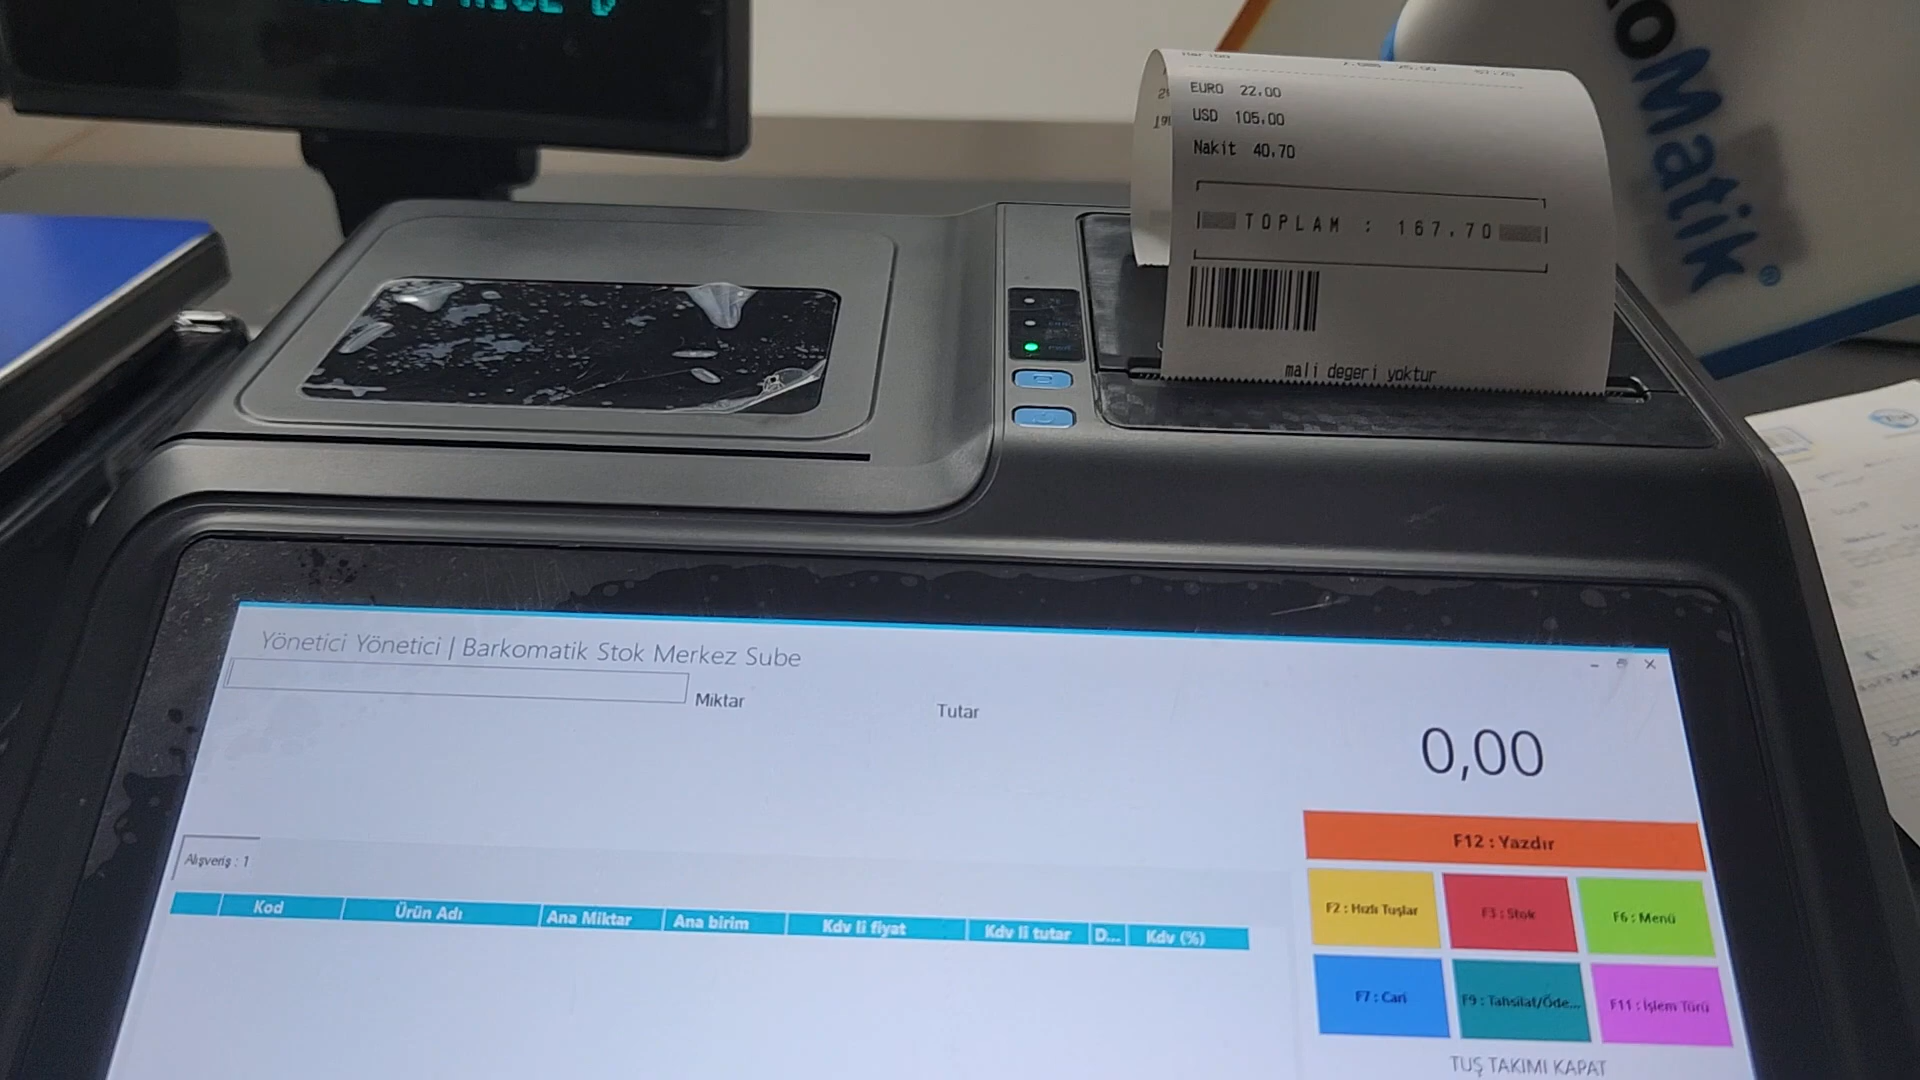 koMatik®
EURO 22,00
USD 105,00
Nakit 40,70
TOPLAM : 167,70
mali degeri yoktur
Yönetici Yönetici | Barkomatik Stok Merkez Sube
Miktar
Tutar
0,00
F12 : Yazdır
Alışveriş : 1
Kod Ürün Adı Ana Miktar Ana birim Kdv li fiyat Kdv li tutar D... Kdv (%)
F2 : Hızlı Tuşlar
F3 : Stok
F6 : Menü
F7 : Cari
F9 : Tahsilat/Öde...
F11 : İşlem Türü
TUŞ TAKIMI KAPAT